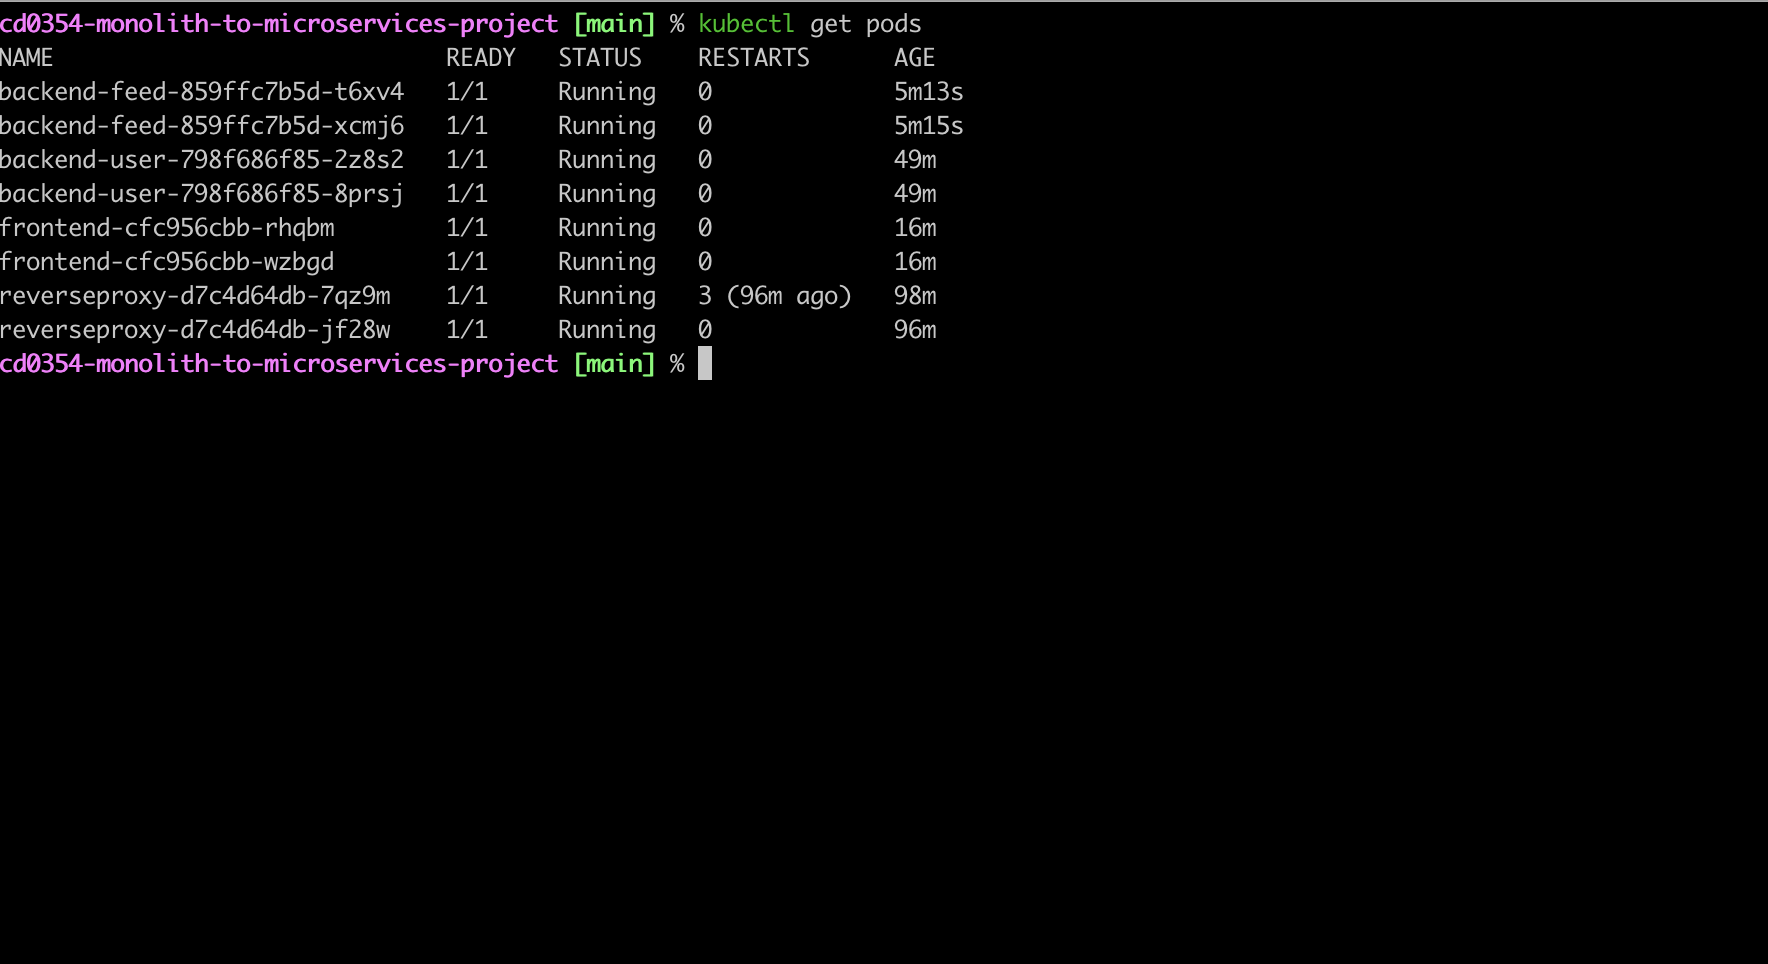 cd0354-monolith-to-microservices-project [main] % kubectl get pods
NAME READY STATUS RESTARTS AGE
backend-feed-859ffc7b5d-t6xv4 1/1 Running 0 5m13s
backend-feed-859ffc7b5d-xcmj6 1/1 Running 0 5m15s
backend-user-798f686f85-2z8s2 1/1 Running 0 49m
backend-user-798f686f85-8prsj 1/1 Running 0 49m
frontend-cfc956cbb-rhqbm 1/1 Running 0 16m
frontend-cfc956cbb-wzbgd 1/1 Running 0 16m
reverseproxy-d7c4d64db-7qz9m 1/1 Running 3 (96m ago) 98m
reverseproxy-d7c4d64db-jf28w 1/1 Running 0 96m
cd0354-monolith-to-microservices-project [main] %